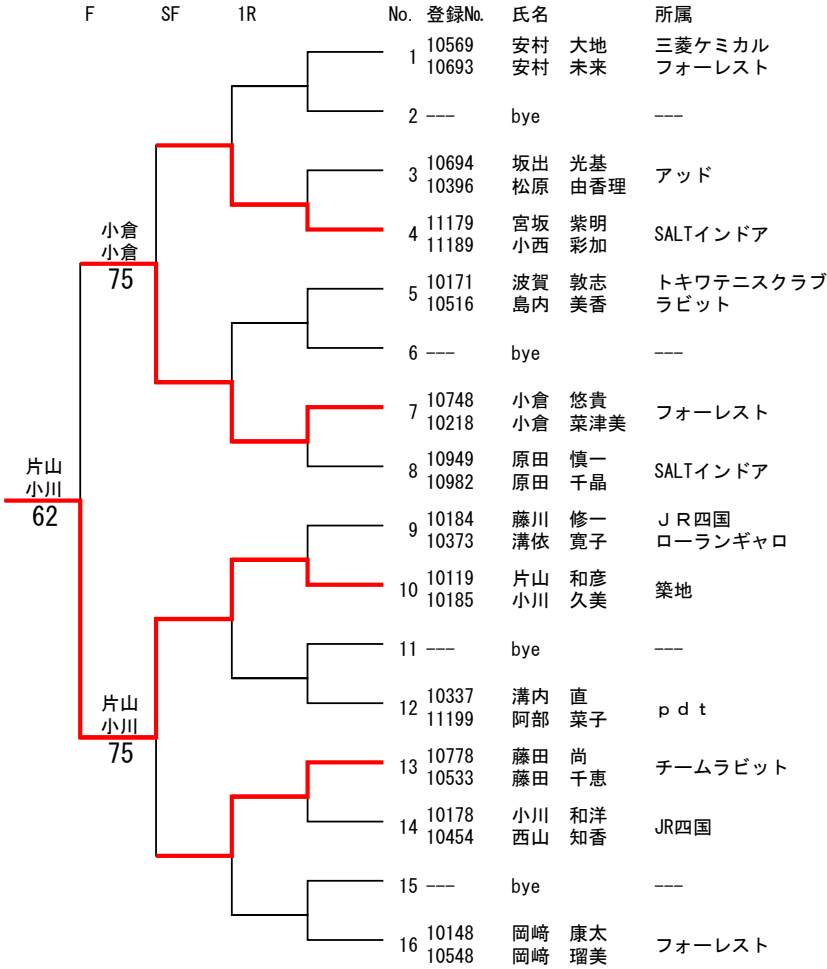 F SF 1R No. 登録No. 氏名 所属
1 10569 安村 大地 三菱ケミカル
10693 安村 未来 フォーレスト
2 --- bye ---
3 10694 坂出 光基 アッド
10396 松原 由香理
4 11179 宮坂 紫明 SALTインドア
11189 小西 彩加
小倉
小倉
75
5 10171 波賀 敦志 トキワテニスクラブ
10516 島内 美香 ラビット
6 --- bye ---
7 10748 小倉 悠貴 フォーレスト
10218 小倉 菜津美
8 10949 原田 慎一 SALTインドア
10982 原田 千晶
片山
小川
62
9 10184 藤川 修一 JR四国
10373 溝依 寛子 ローランギャロ
10 10119 片山 和彦 築地
10185 小川 久美
11 --- bye ---
12 10337 溝内 直 pdt
11199 阿部 菜子
片山
小川
75
13 10778 藤田 尚 チームラビット
10533 藤田 千恵
14 10178 小川 和洋 JR四国
10454 西山 知香
15 --- bye ---
16 10148 岡﨑 康太 フォーレスト
10548 岡﨑 瑠美